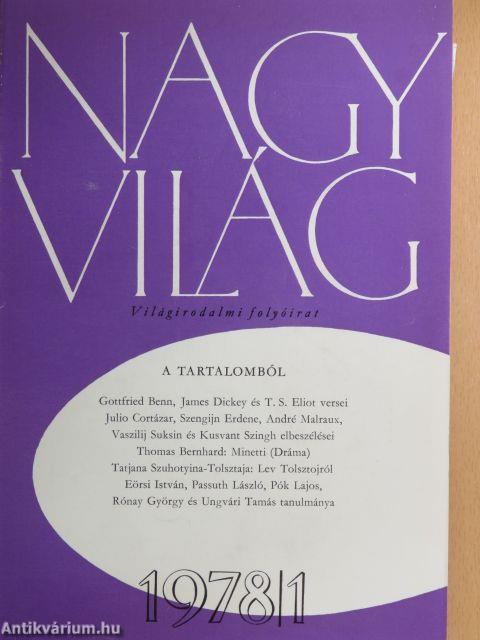 NAGY
VILÁG
Világirodalmi folyóirat
A TARTALOMBÓL
Gottfried Benn, James Dickey és T. S. Eliot versei
Julio Cortázar, Szengijn Erdene, André Malraux,
Vaszilij Suksin és Kusvant Szingh elbeszélései
Thomas Bernhard: Minetti (Dráma)
Tatjana Szuhotyina-Tolsztaja: Lev Tolsztojról
Eörsi István, Passuth László, Pók Lajos,
Rónay György és Ungvári Tamás tanulmánya
1978/1
Antikvárium.hu